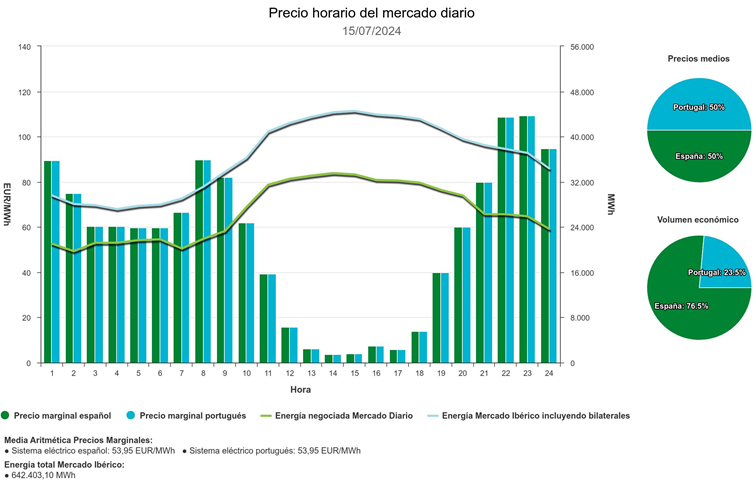 Precio horario del mercado diario
15/07/2024
140
120
100
80
60
40
20
0
EUR/MWh
56.000
48.000
40.000
32.000
24.000
16.000
8.000
0
MWh
1 2 3 4 5 6 7 8 9 10 11 12 13 14 15 16 17 18 19 20 21 22 23 24
Hora
Precios medios
Portugal: 50%
España: 50%
Volumen económico
Portugal: 23.5%
España: 76.5%
Precio marginal español Precio marginal portugués Energía negociada Mercado Diario Energía Mercado Ibérico incluyendo bilaterales
Media Aritmética Precios Marginales:
● Sistema eléctrico español: 53,95 EUR/MWh ● Sistema eléctrico portugués: 53,95 EUR/MWh
Energía total Mercado Ibérico:
● 642.403,10 MWh